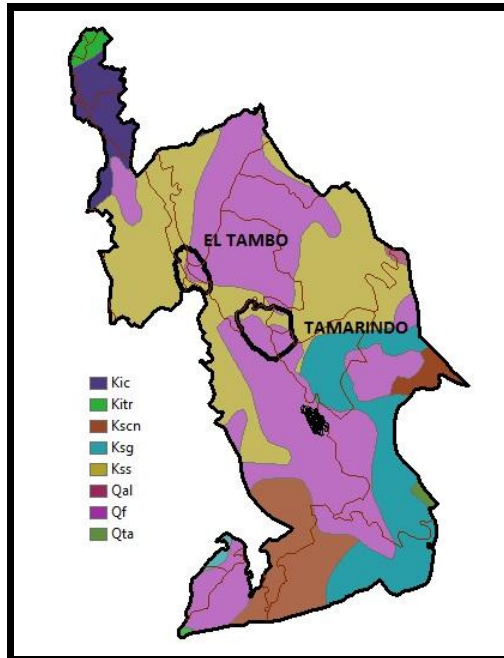 EL TAMBO
TAMARINDO
Kic
Kitr
Kscn
Ksg
Kss
Qal
Qf
Qta